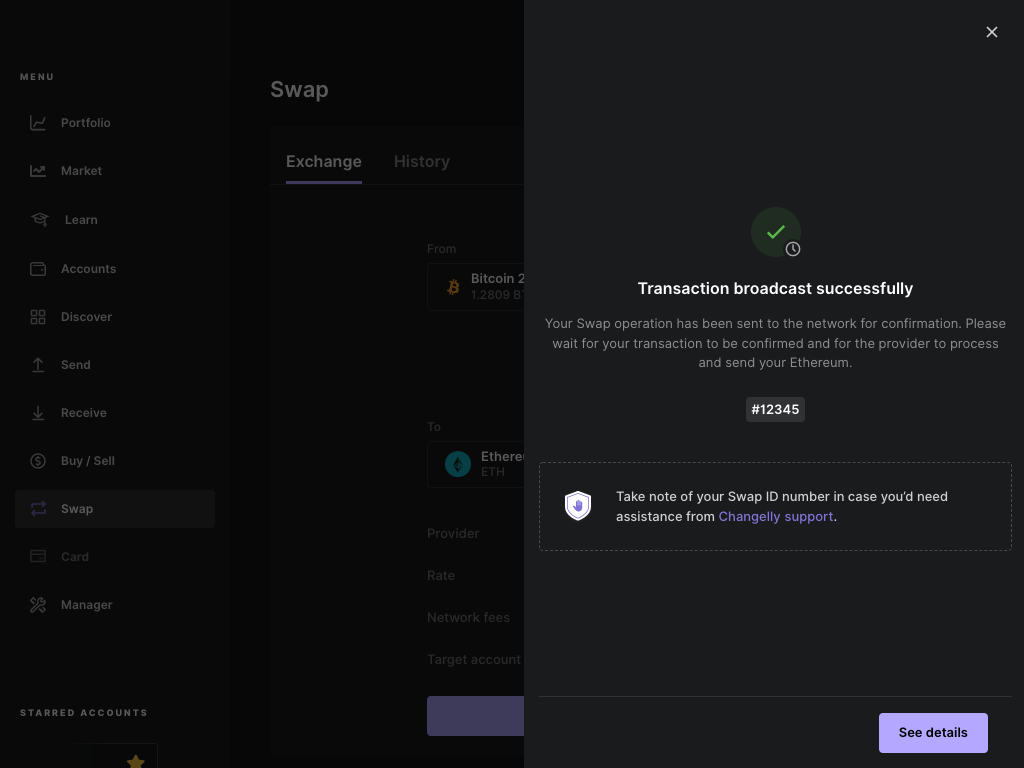 MENU
Portfolio
Market
Learn
Accounts
Discover
Send
Receive
Buy / Sell
Swap
Card
Manager
STARRED ACCOUNTS
Swap
Exchange History
From
Bitcoin 2
1.2809
To
ETH
Provider
Rate
Network fees
Target account
Transaction broadcast successfully
Your Swap operation has been sent to the network for confirmation. Please
wait for your transaction to be confirmed and for the provider to process
and send your Ethereum.
#12345
Take note of your Swap ID number in case you’d need
assistance from Changelly support.
See details